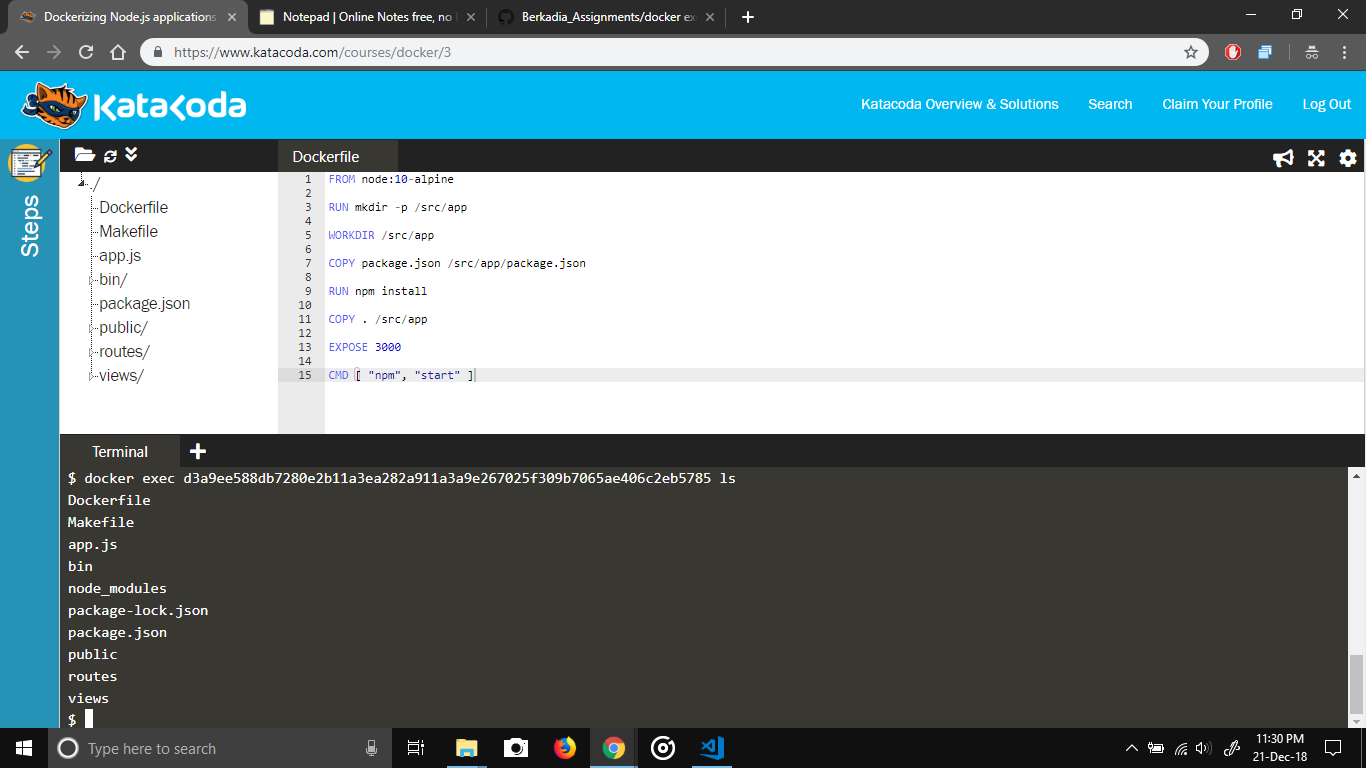 Dockerizing Node.js applications
Notepad | Online Notes free, no l
Berkadia_Assignments/docker ex
https://www.katacoda.com/courses/docker/3
KataKoda
Katacoda Overview & Solutions
Search
Claim Your Profile
Log Out
Steps
./
Dockerfile
Makefile
app.js
bin/
package.json
public/
routes/
views/
Dockerfile
1 FROM node:10-alpine
2
3 RUN mkdir -p /src/app
4
5 WORKDIR /src/app
6
7 COPY package.json /src/app/package.json
8
9 RUN npm install
10
11 COPY . /src/app
12
13 EXPOSE 3000
14
15 CMD [ "npm", "start" ]
Terminal
$ docker exec d3a9ee588db7280e2b11a3ea282a911a3a9e267025f309b7065ae406c2eb5785 ls
Dockerfile
Makefile
app.js
bin
node_modules
package-lock.json
package.json
public
routes
views
$
Type here to search
11:30 PM
21-Dec-18